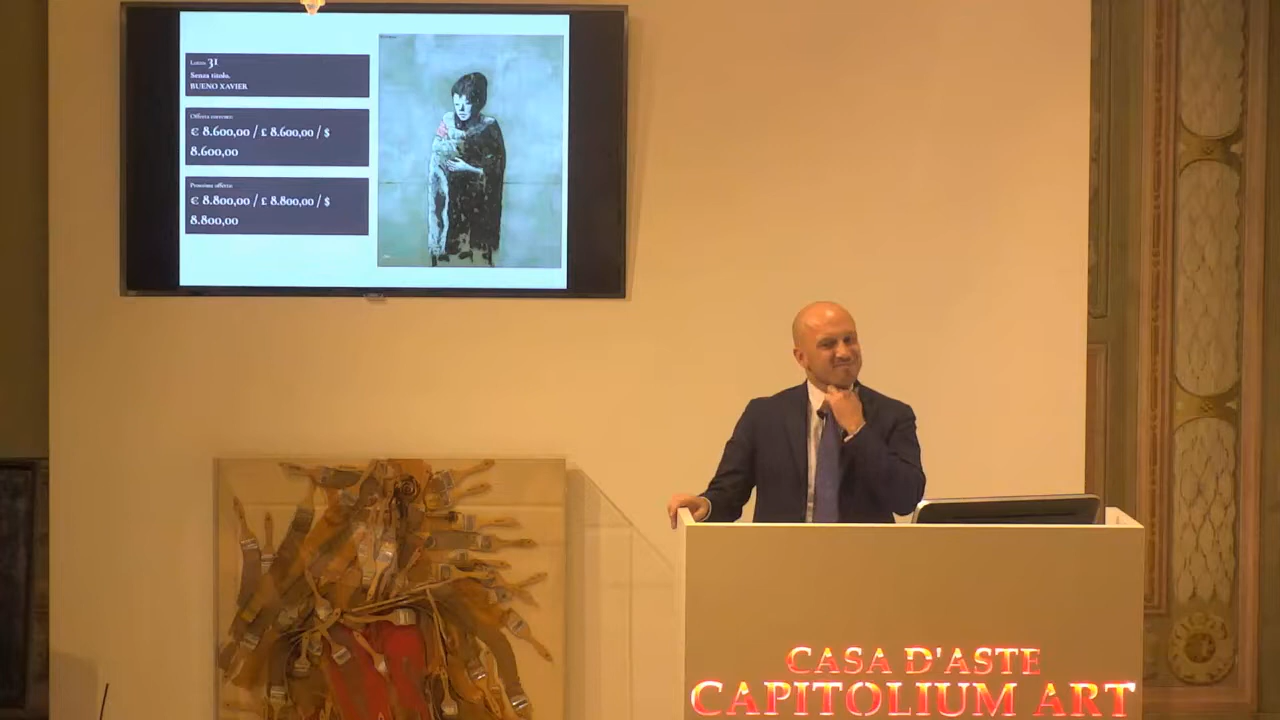 Lotto: 31
Senza titolo.
BUENO XAVIER
Offerta corrente:
€ 8.600,00 / £ 8.600,00 / $
8.600,00
Prossima offerta:
€ 8.800,00 / £ 8.800,00 / $
8.800,00
CASA D'ASTE
CAPITOLIUM ART